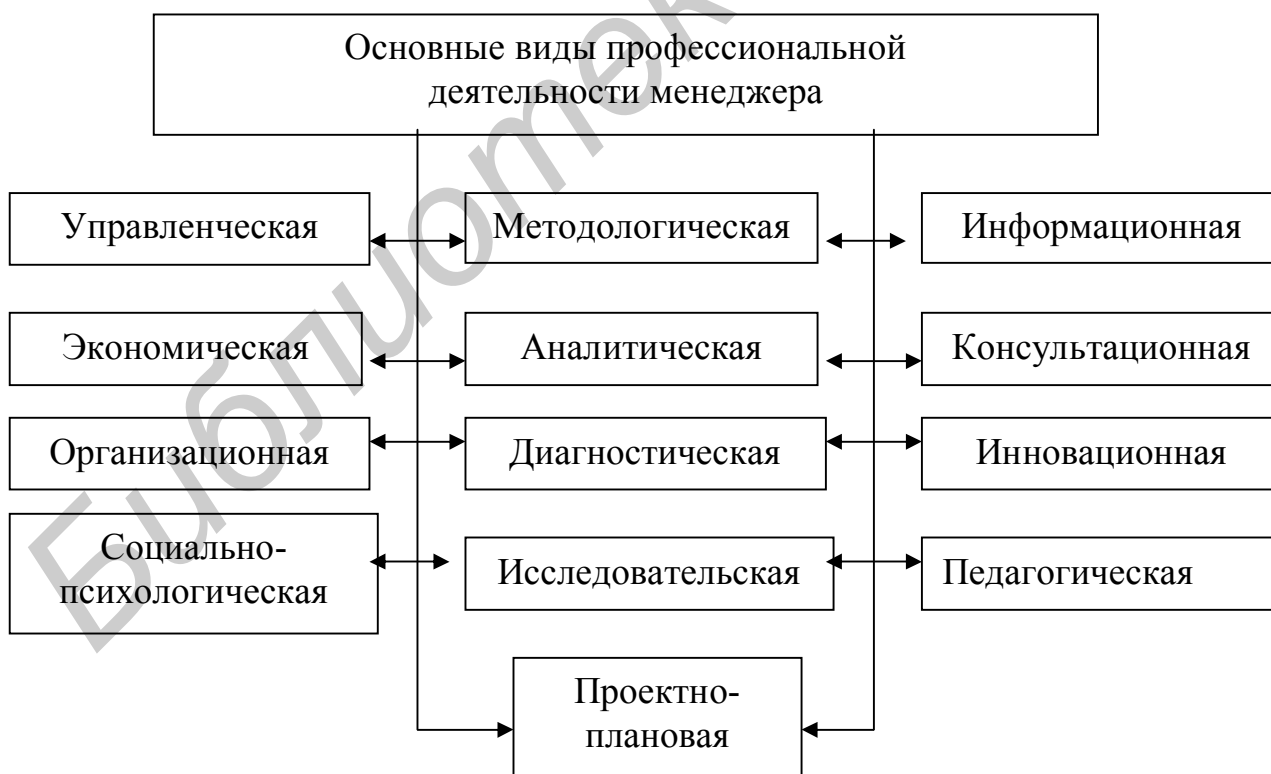 Основные виды профессиональной
деятельности менеджера
Управленческая
Методологическая
Информационная
Экономическая
Аналитическая
Консультационная
Организационная
Диагностическая
Инновационная
Социально-
психологическая
Исследовательская
Педагогическая
Проектно-
плановая